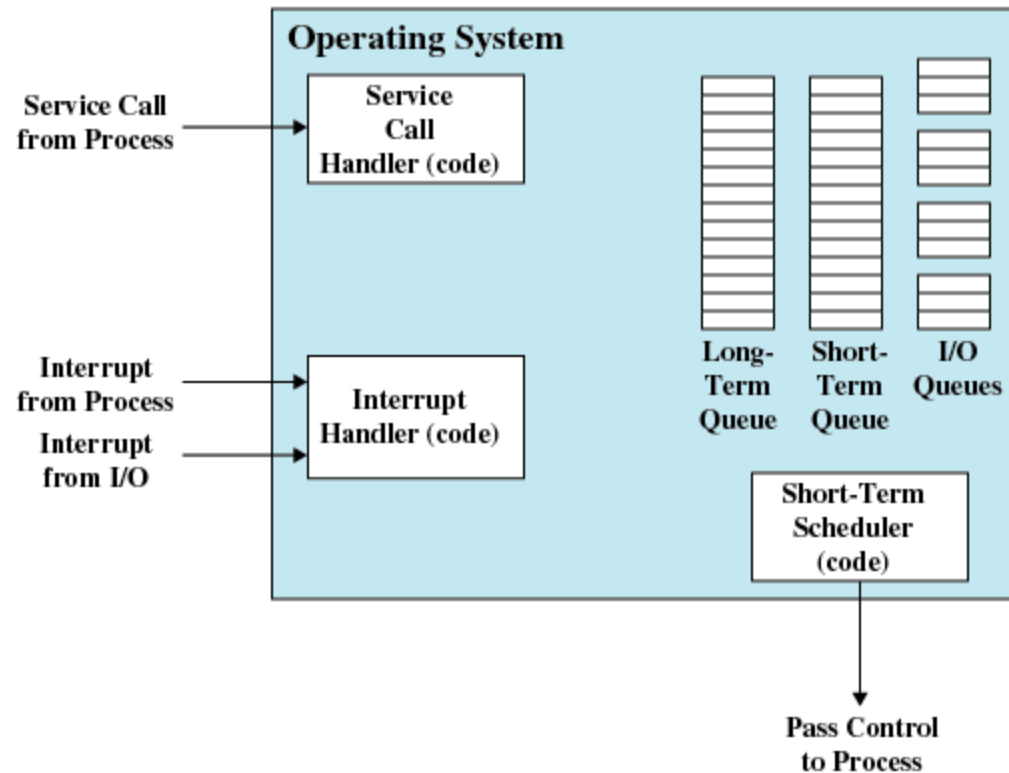 Operating System
Service Call
from Process
Service
Call
Handler (code)
Interrupt
from Process
Interrupt
from I/O
Interrupt
Handler (code)
Long-
Term
Queue
Short-
Term
Queue
I/O
Queues
Short-Term
Scheduler
(code)
Pass Control
to Process